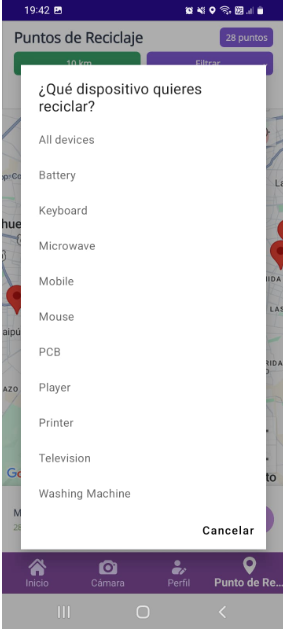 19:42
Puntos de Reciclaje
28 puntos
10 km
Filtrar
¿Qué dispositivo quieres
reciclar?
All devices
Battery
Keyboard
Microwave
Mobile
Mouse
PCB
Player
Printer
Television
Washing Machine
Cancelar
Inicio
Cámara
Perfil
Punto de Re...